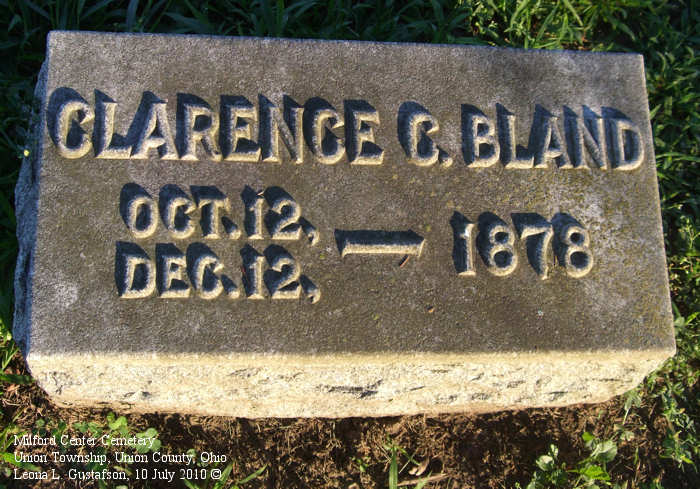 CLARENCE C. BLAND
OCT. 12,
DEC. 12, — 1878
Milford Center Cemetery
Union Township, Union County, Ohio
Leona L. Gustafson, 10 July 2010 ©